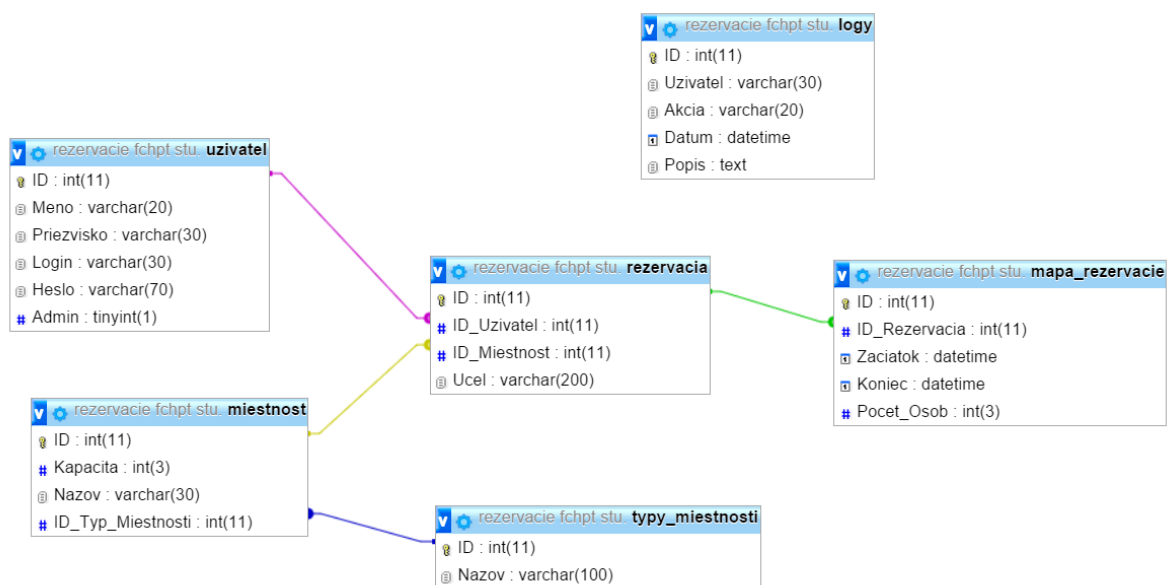 rezervacie fchpt stu. logy
ID : int(11)
Uzivatel : varchar(30)
Akcia : varchar(20)
Datum : datetime
Popis : text
rezervacie fchpt stu. uzivatel
ID : int(11)
Meno : varchar(20)
Priezvisko : varchar(30)
Login : varchar(30)
Heslo : varchar(70)
Admin : tinyint(1)
rezervacie fchpt stu. rezervacia
ID : int(11)
ID_Uzivatel : int(11)
ID_Miestnost : int(11)
Ucel : varchar(200)
rezervacie fchpt stu. mapa_rezervacie
ID : int(11)
ID_Rezervacia : int(11)
Zaciatok : datetime
Koniec : datetime
Pocet_Osob : int(3)
rezervacie fchpt stu. miestnost
ID : int(11)
Kapacita : int(3)
Nazov : varchar(30)
ID_Typ_Miestnosti : int(11)
rezervacie fchpt stu. typy_miestnosti
ID : int(11)
Nazov : varchar(100)